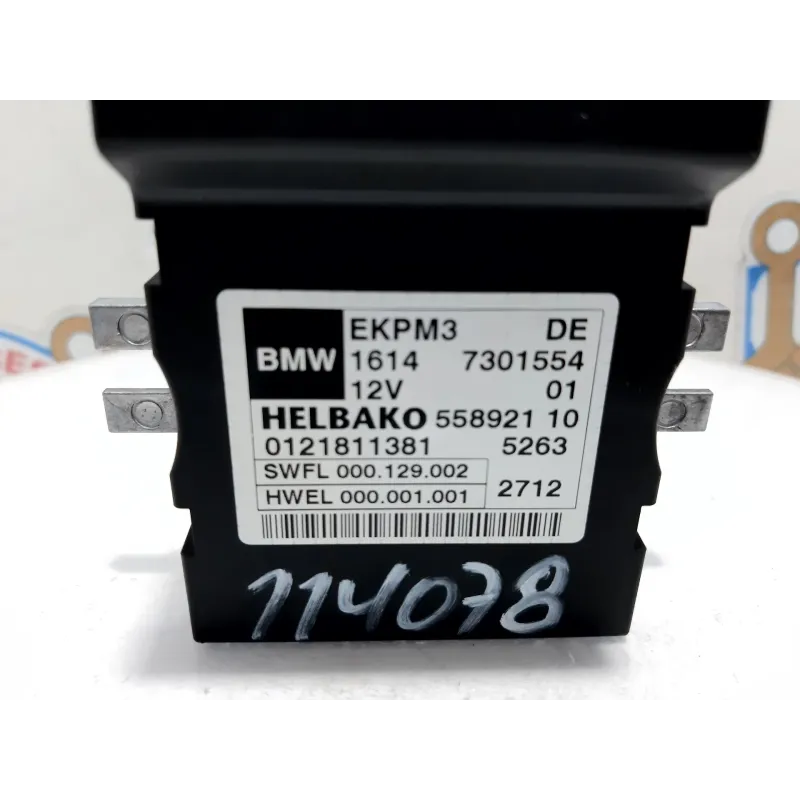 BMW EKPM3 DE
1614 7301554
12V 01
HELBAKO 558921 10
0121811381 5263
SWFL 000.129.002
HWEL 000.001.001 2712
114078